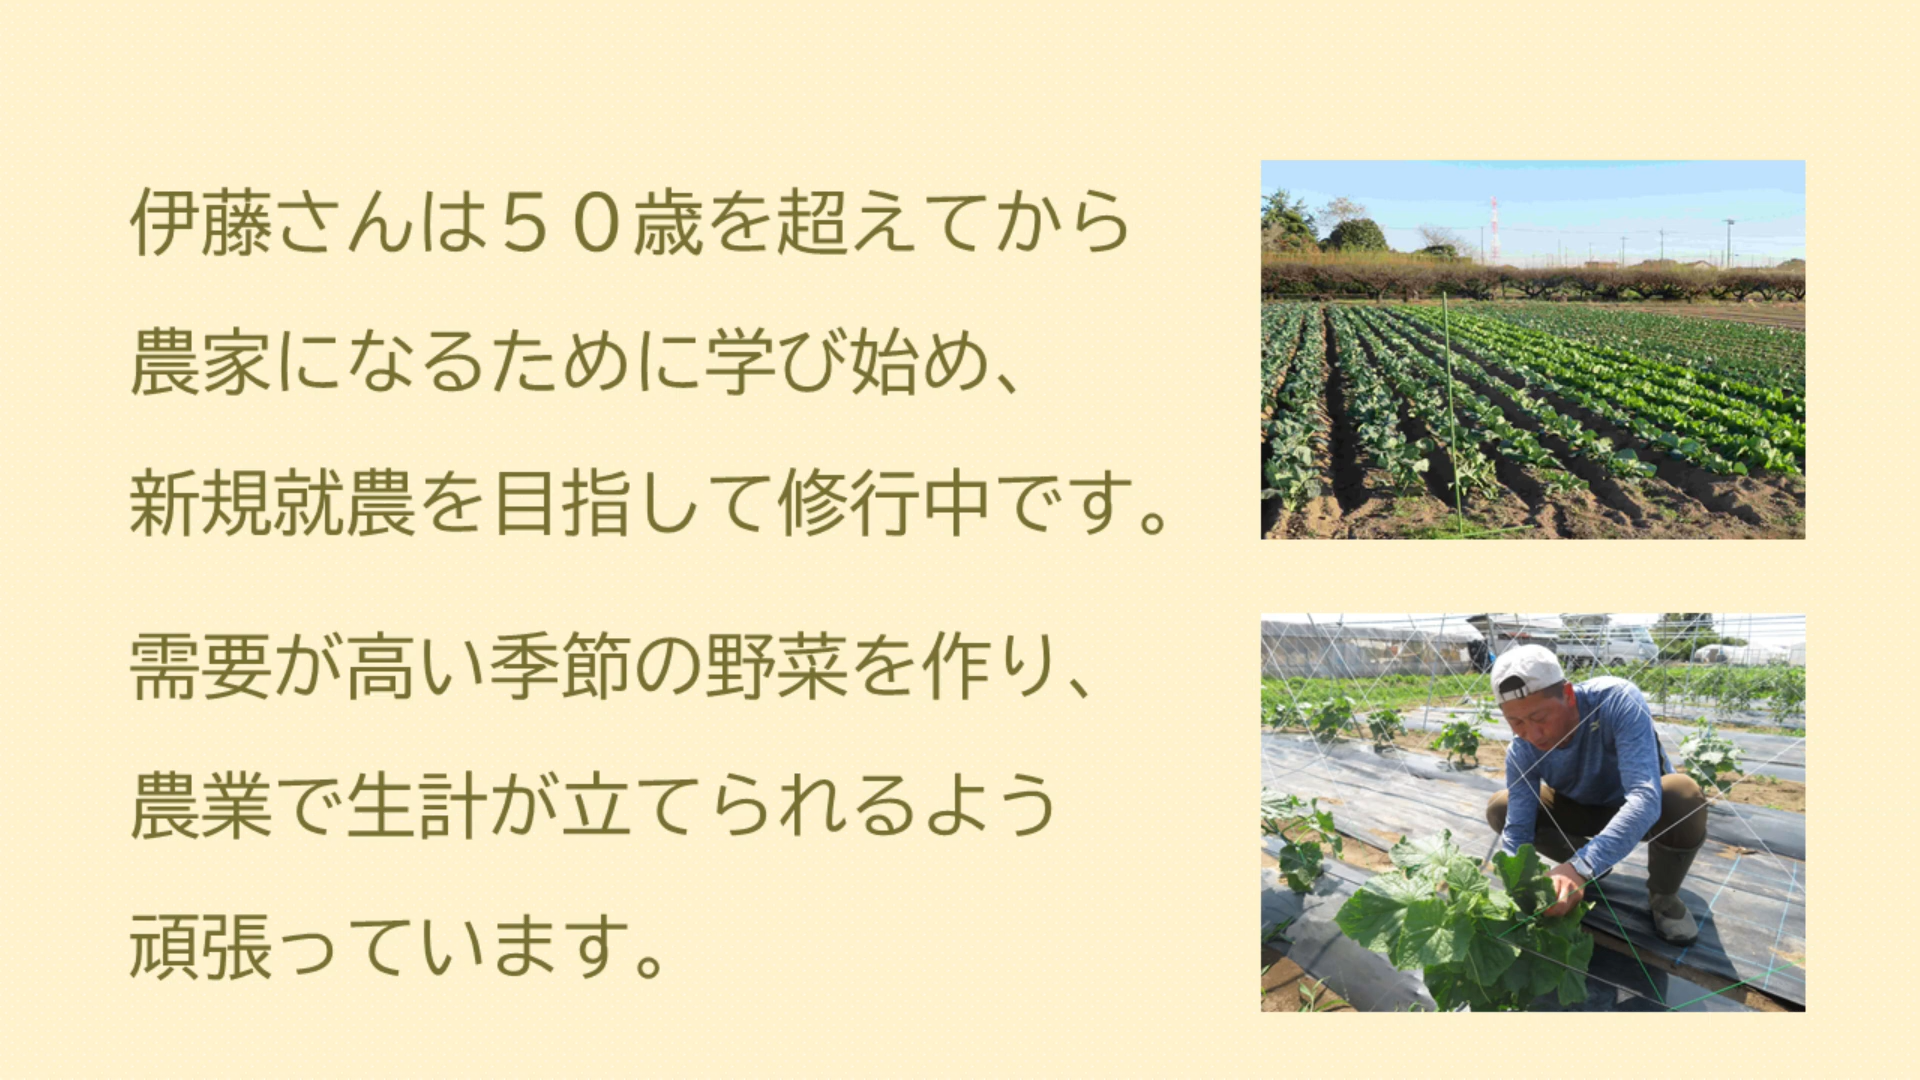 伊藤さんは５０歳を超えてから
農家になるために学び始め、
新規就農を目指して修行中です。
需要が高い季節の野菜を作り、
農業で生計が立てられるよう
頑張っています。